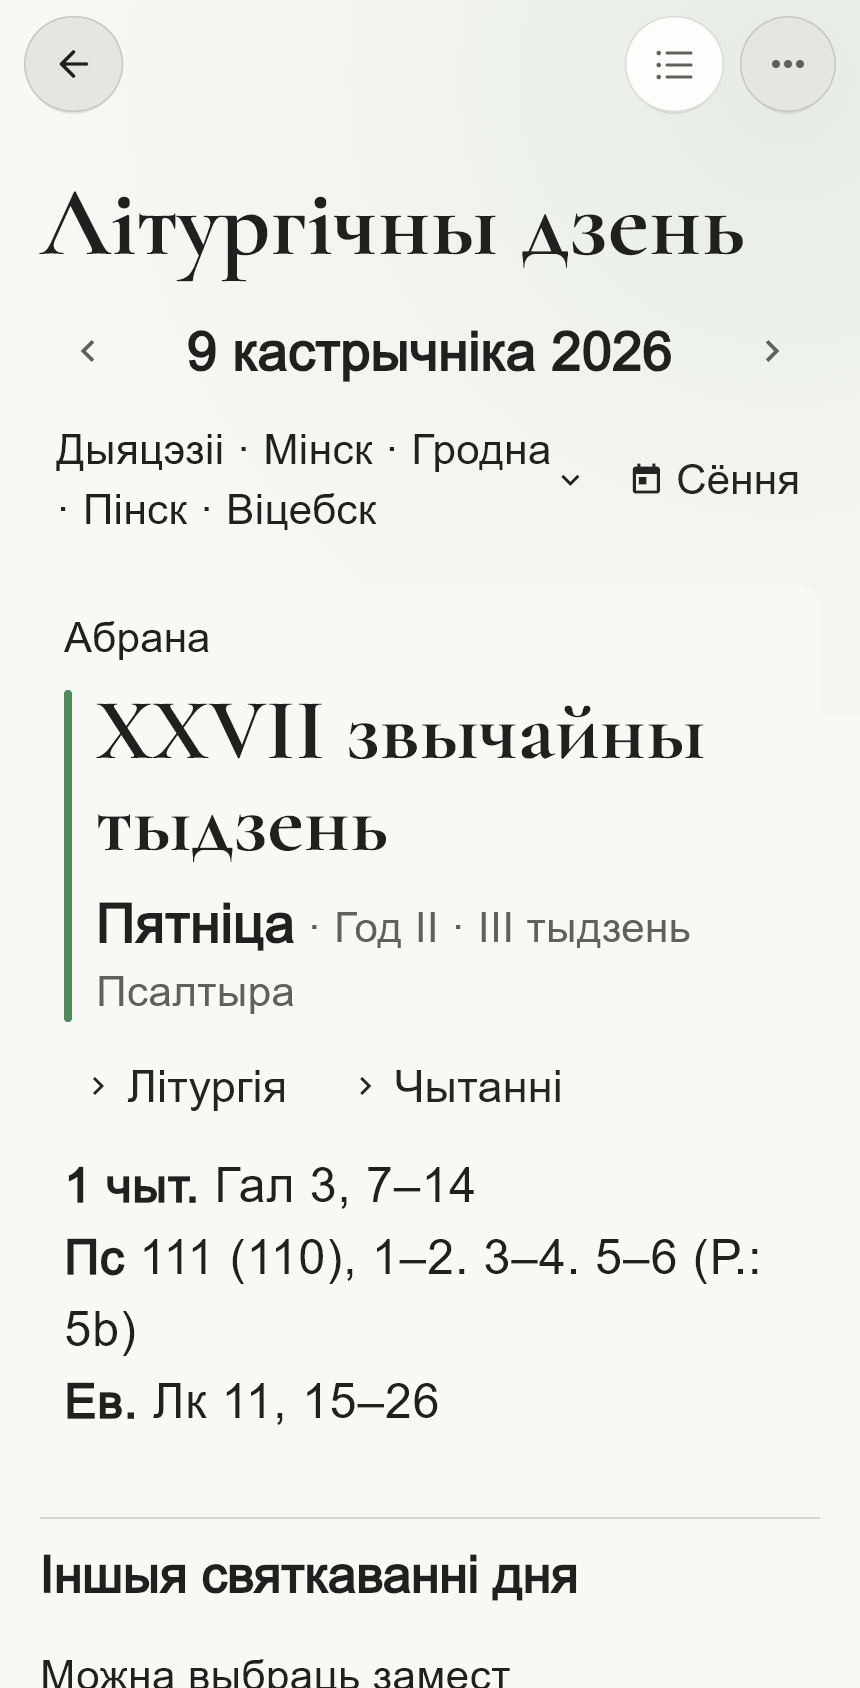 Літургічны дзень
9 кастрычніка 2026
Дыяцэзіі · Мінск · Гродна
· Пінск · Віцебск
Сёння
Абрана
XXVII звычайны
тыдзень
Пятніца · Год II · III тыдзень
Псалтыра
Літургія Чытанні
1 чыт. Гал 3, 7–14
Пс 111 (110), 1–2. 3–4. 5–6 (Р.:
5b)
Ев. Лк 11, 15–26
Іншыя святкаванні дня
Можна выбраць замест